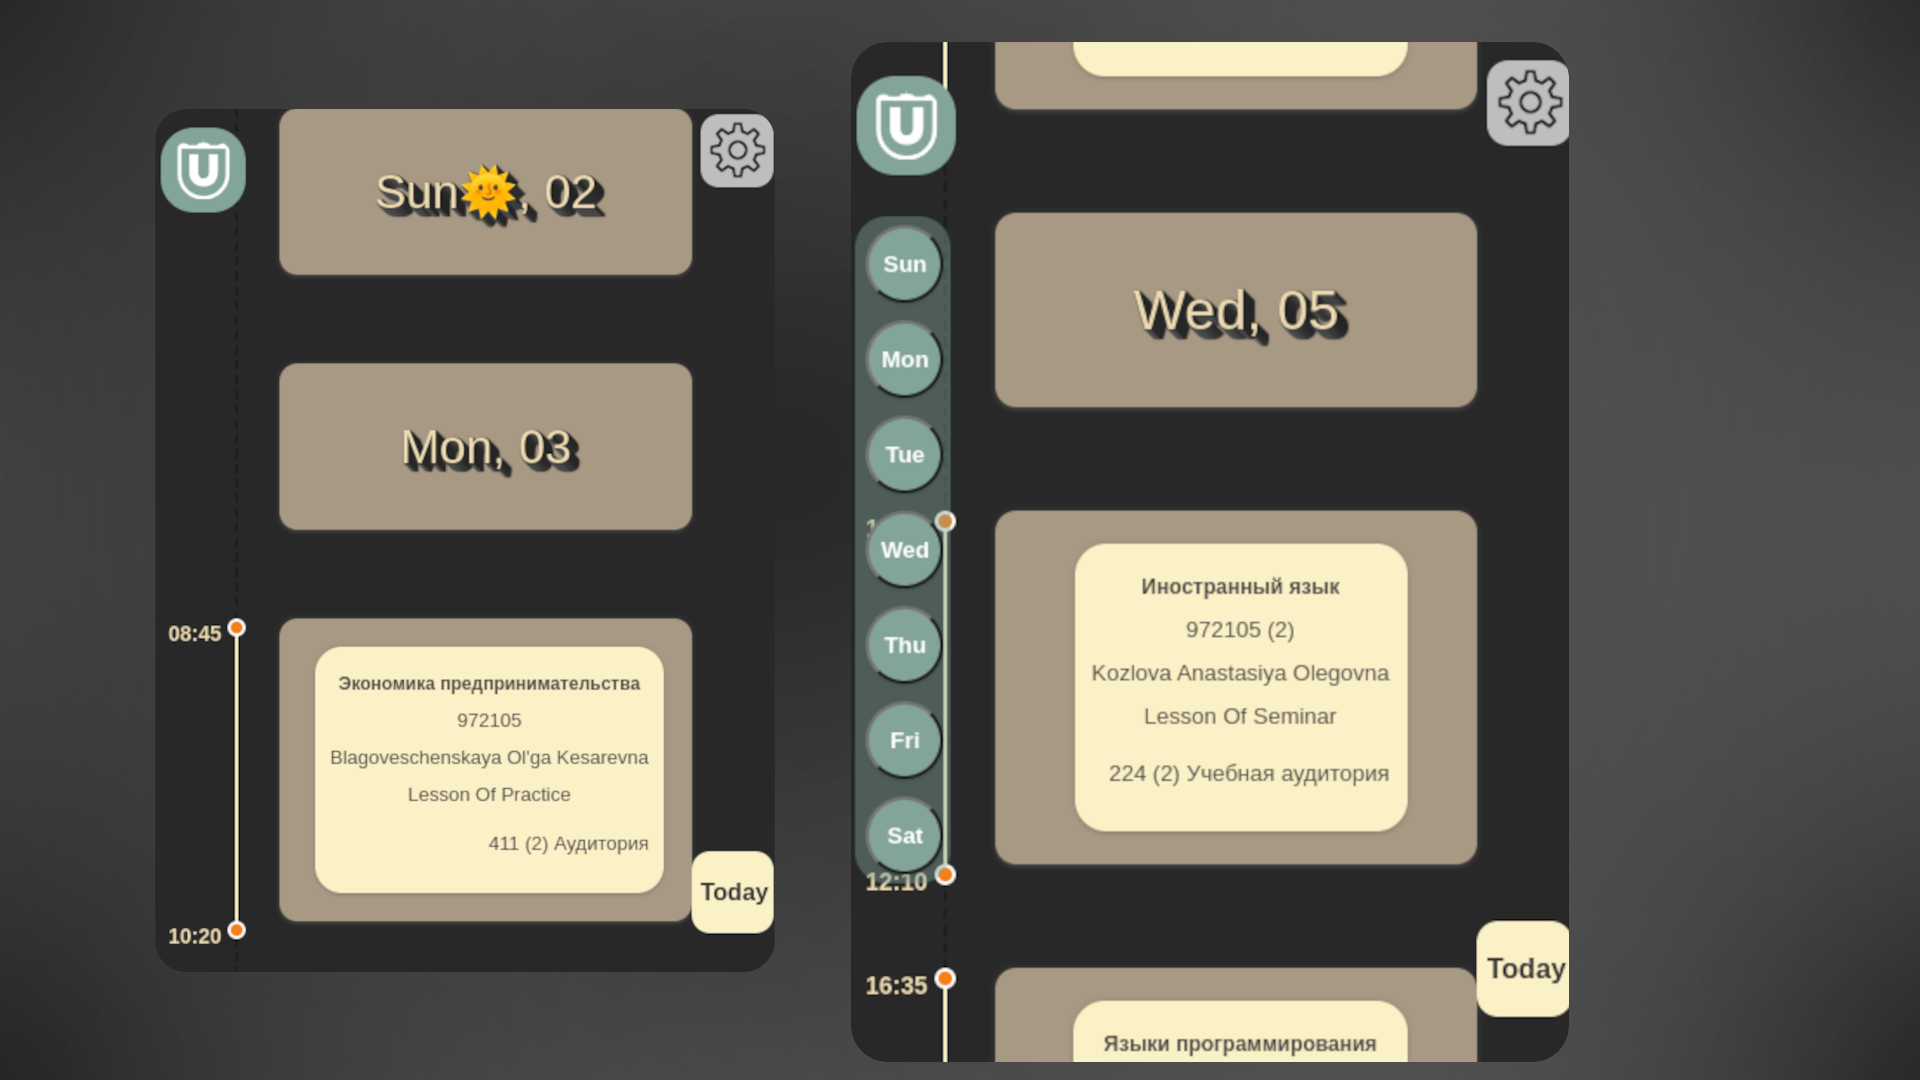 U
Sun🌞, 02
Mon, 03
08:45
Экономика предпринимательства
972105
Blagoveschenskaya Ol'ga Kesarevna
Lesson Of Practice
411 (2) Аудитория
Today
10:20
U
Sun
Mon
Tue
Wed
Thu
Fri
Sat
Wed, 05
Иностранный язык
972105 (2)
Kozlova Anastasiya Olegovna
Lesson Of Seminar
224 (2) Учебная аудитория
12:10
Today
16:35
Языки программирования